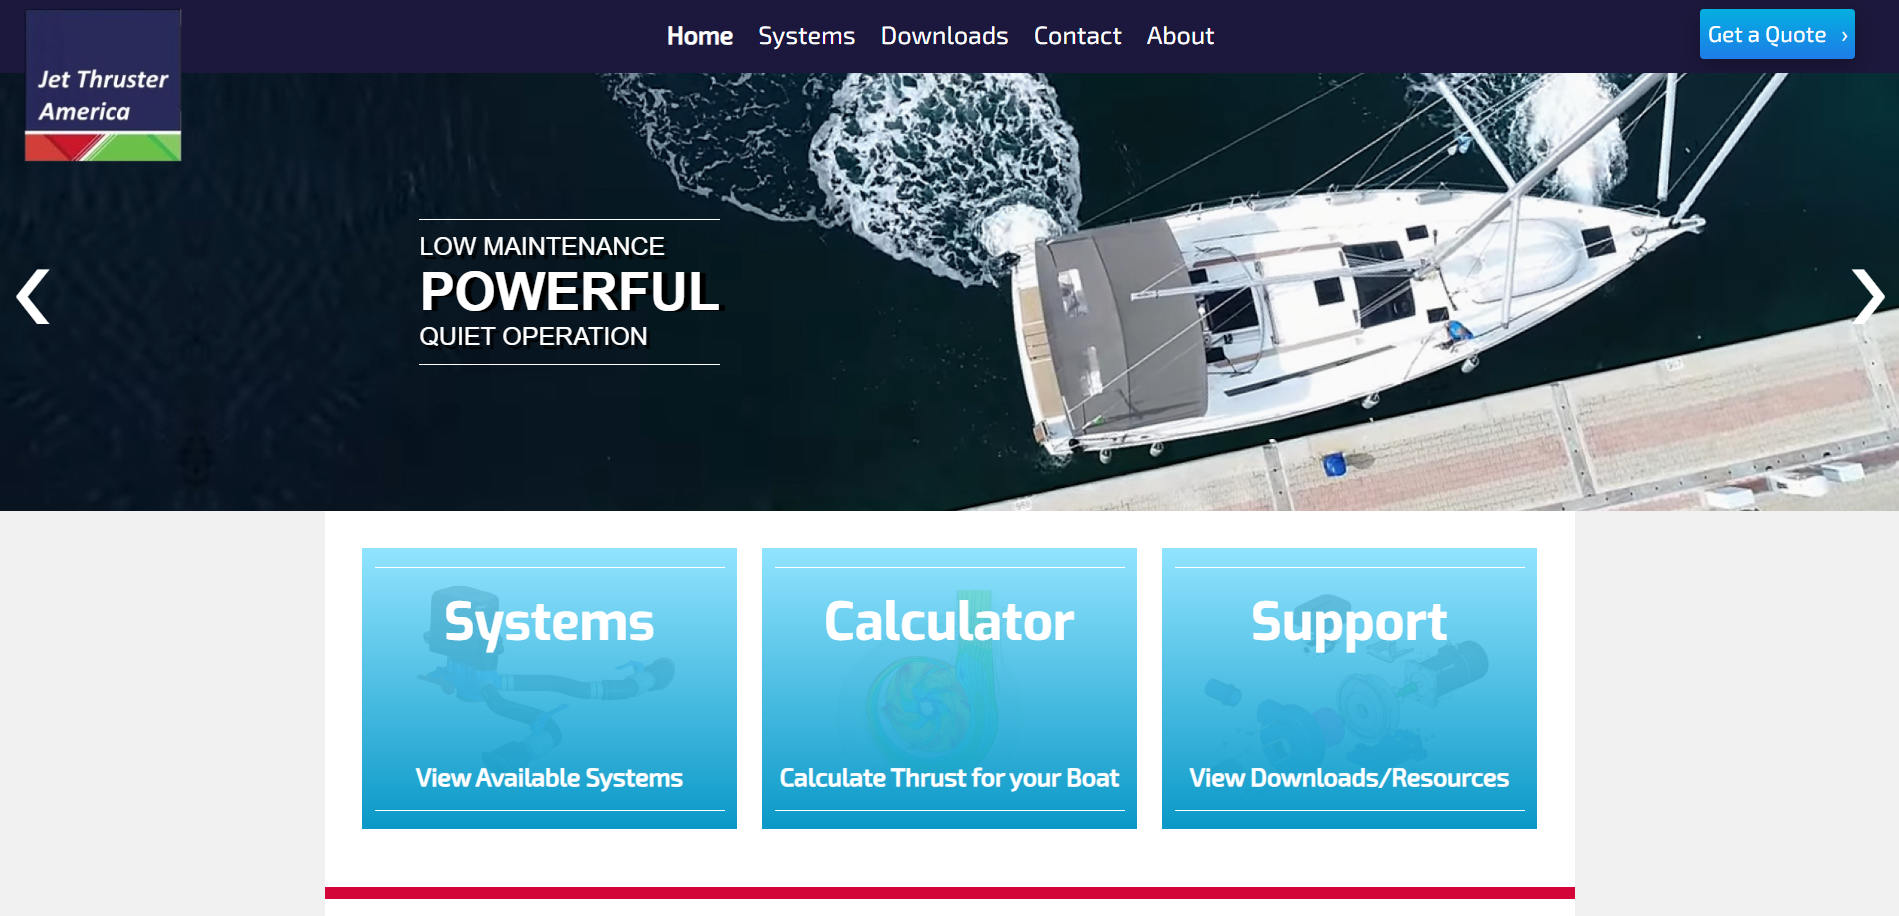 Jet Thruster
America
Home Systems Downloads Contact About
Get a Quote ›
LOW MAINTENANCE
POWERFUL
QUIET OPERATION
Systems
View Available Systems
Calculator
Calculate Thrust for your Boat
Support
View Downloads/Resources